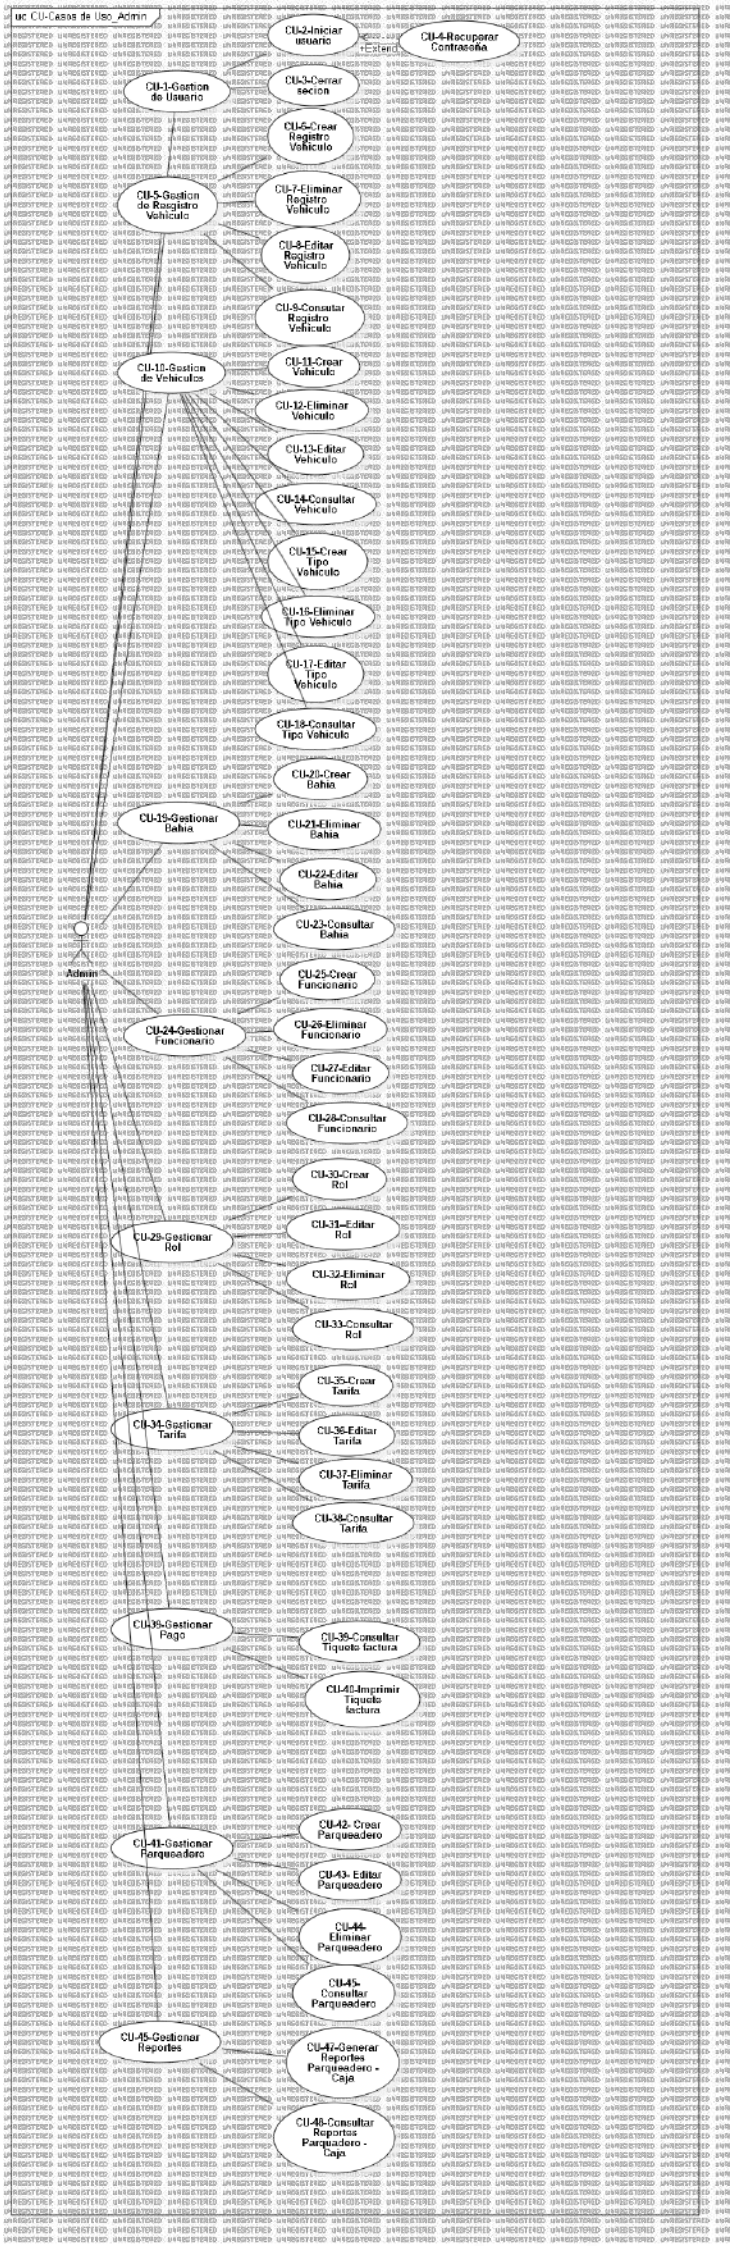 uc CU-Casos de Uso_Admin
CU-2-Iniciar
usuario
+Extend
CU-4-Recuperar
Contraseña
CU-1-Gestion
de Usuario
CU-3-Cerrar
secion
CU-6-Crear
Registro
Vehiculo
CU-5-Gestion
de Resgistro
Vehiculo
CU-7-Eliminar
Registro
Vehiculo
CU-8-Editar
Registro
Vehiculo
CU-9-Consutar
Registro
Vehiculo
CU-10-Gestion
de Vehiculos
CU-11-Crear
Vehiculo
CU-12-Eliminar
Vehiculo
CU-13-Editar
Vehiculo
CU-14-Consultar
Vehiculo
CU-15-Crear
Tipo
Vehiculo
CU-16-Eliminar
Tipo Vehiculo
CU-17-Editar
Tipo
Vehiculo
CU-18-Consultar
Tipo Vehiculo
CU-20-Crear
Bahia
CU-19-Gestionar
Bahia
CU-21-Eliminar
Bahia
CU-22-Editar
Bahia
CU-23-Consultar
Bahia
Admin
CU-25-Crear
Funcionario
CU-24-Gestionar
Funcionario
CU-26-Eliminar
Funcionario
CU-27-Editar
Funcionario
CU-28-Consultar
Funcionario
CU-30-Crear
Rol
CU-29-Gestionar
Rol
CU-31-Editar
Rol
CU-32-Eliminar
Rol
CU-33-Consultar
Rol
CU-35-Crear
Tarifa
CU-34-Gestionar
Tarifa
CU-36-Editar
Tarifa
CU-37-Eliminar
Tarifa
CU-38-Consultar
Tarifa
CU-39-Gestionar
Pago
CU-39-Consultar
Tiquete factura
CU-40-Imprimir
Tiquete
factura
CU-42- Crear
Parqueadero
CU-41-Gestionar
Parqueadero
CU-43- Editar
Parqueadero
CU-44-
Eliminar
Parqueadero
CU-45-
Consultar
Parqueadero
CU-45-Gestionar
Reportes
CU-47-Generar
Reportes
Parqueadero -
Caja
CU-48-Consultar
Reportes
Parquadero -
Caja
UNREGISTERED